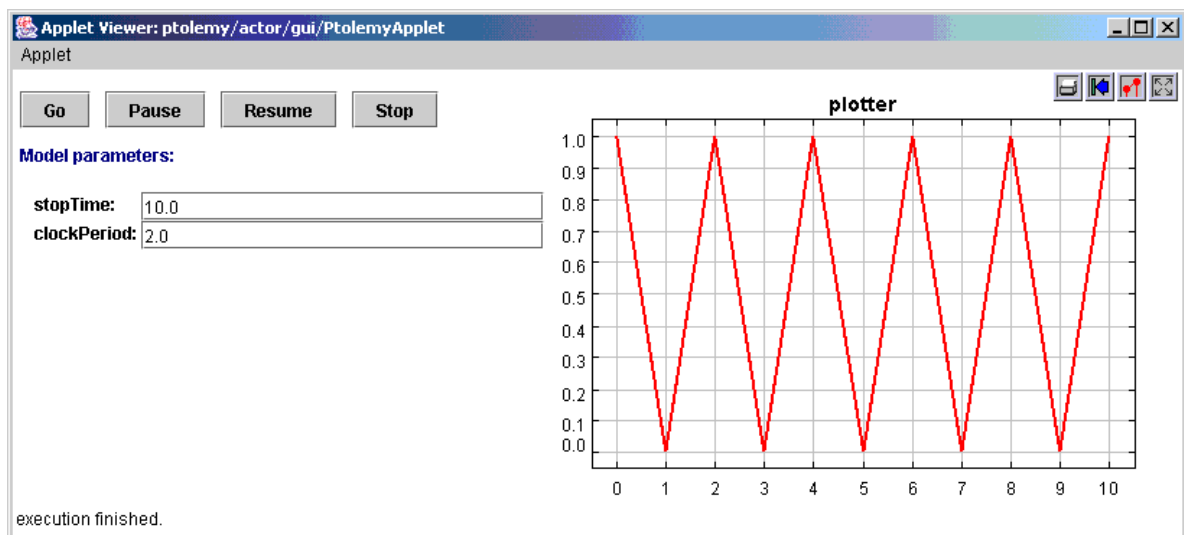 Applet Viewer: ptolemy/actor/gui/PtolemyApplet
Applet
Go Pause Resume Stop
Model parameters:
stopTime: 10.0
clockPeriod: 2.0
plotter
1.0
0.9
0.8
0.7
0.6
0.5
0.4
0.3
0.2
0.1
0.0
0 1 2 3 4 5 6 7 8 9 10
execution finished.